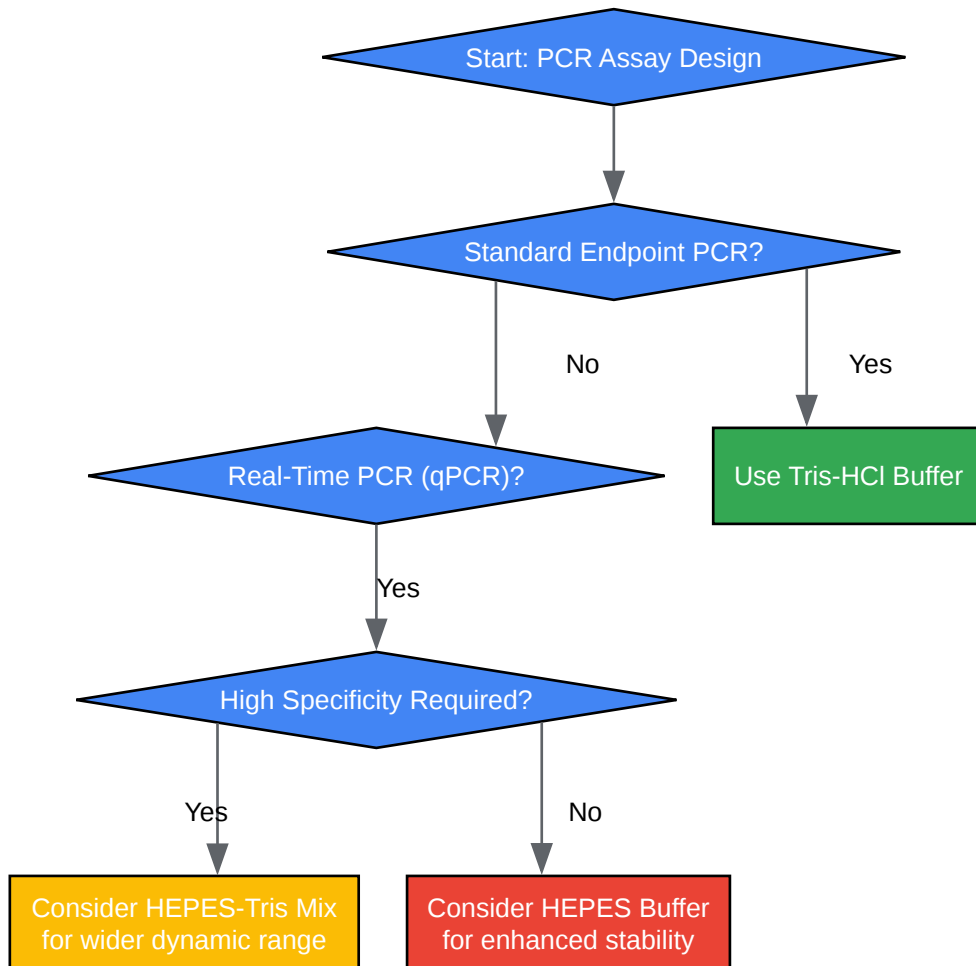 Start: PCR Assay Design
Standard Endpoint PCR?
No
Yes
Real-Time PCR (qPCR)?
Use Tris-HCl Buffer
Yes
High Specificity Required?
Yes
No
Consider HEPES-Tris Mix
for wider dynamic range
Consider HEPES Buffer
for enhanced stability